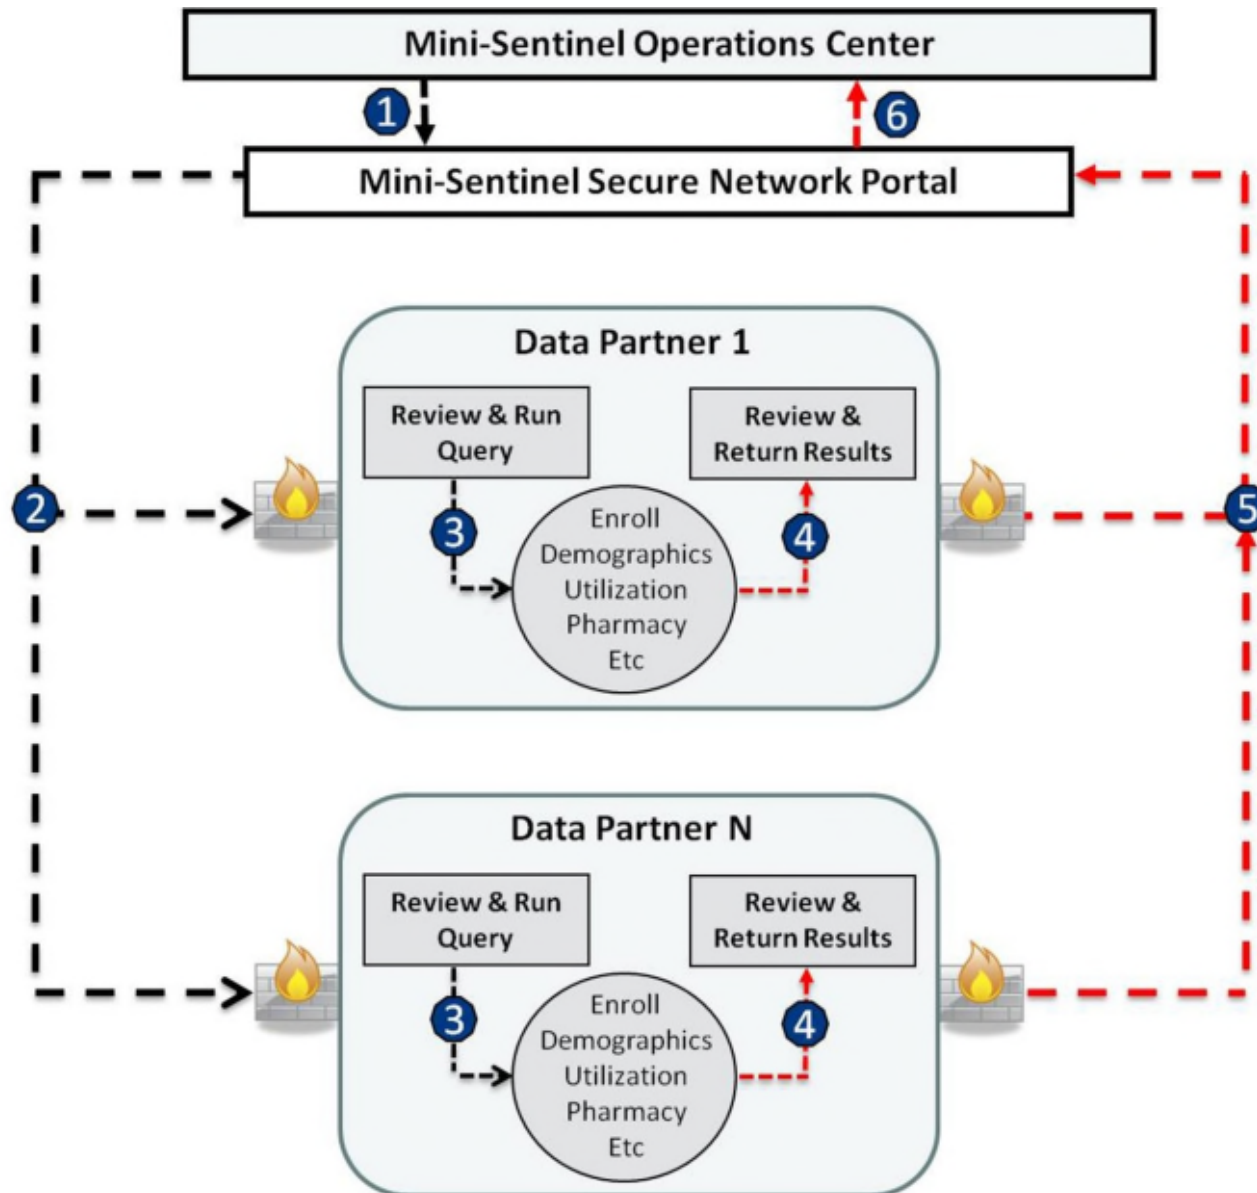 Mini-Sentinel Operations Center
1
6
Mini-Sentinel Secure Network Portal
Data Partner 1
Review & Run
Query
Review &
Return Results
2
3
4
5
Enroll
Demographics
Utilization
Pharmacy
Etc
Data Partner N
Review & Run
Query
Review &
Return Results
3
4
Enroll
Demographics
Utilization
Pharmacy
Etc